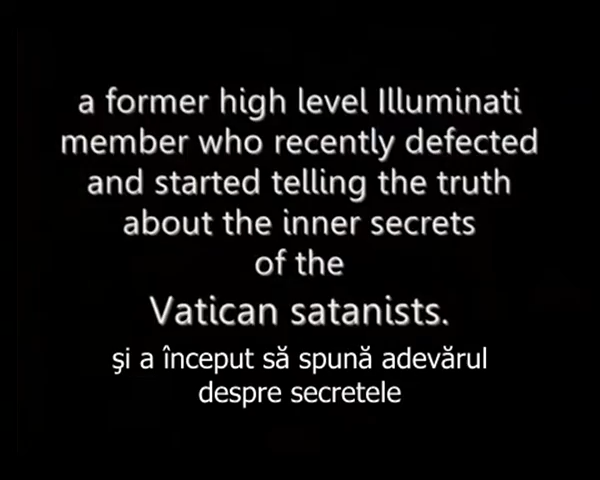 a former high level Illuminati
member who recently defected
and started telling the truth
about the inner secrets
of the
Vatican satanists.
şi a început să spună adevărul
despre secretele